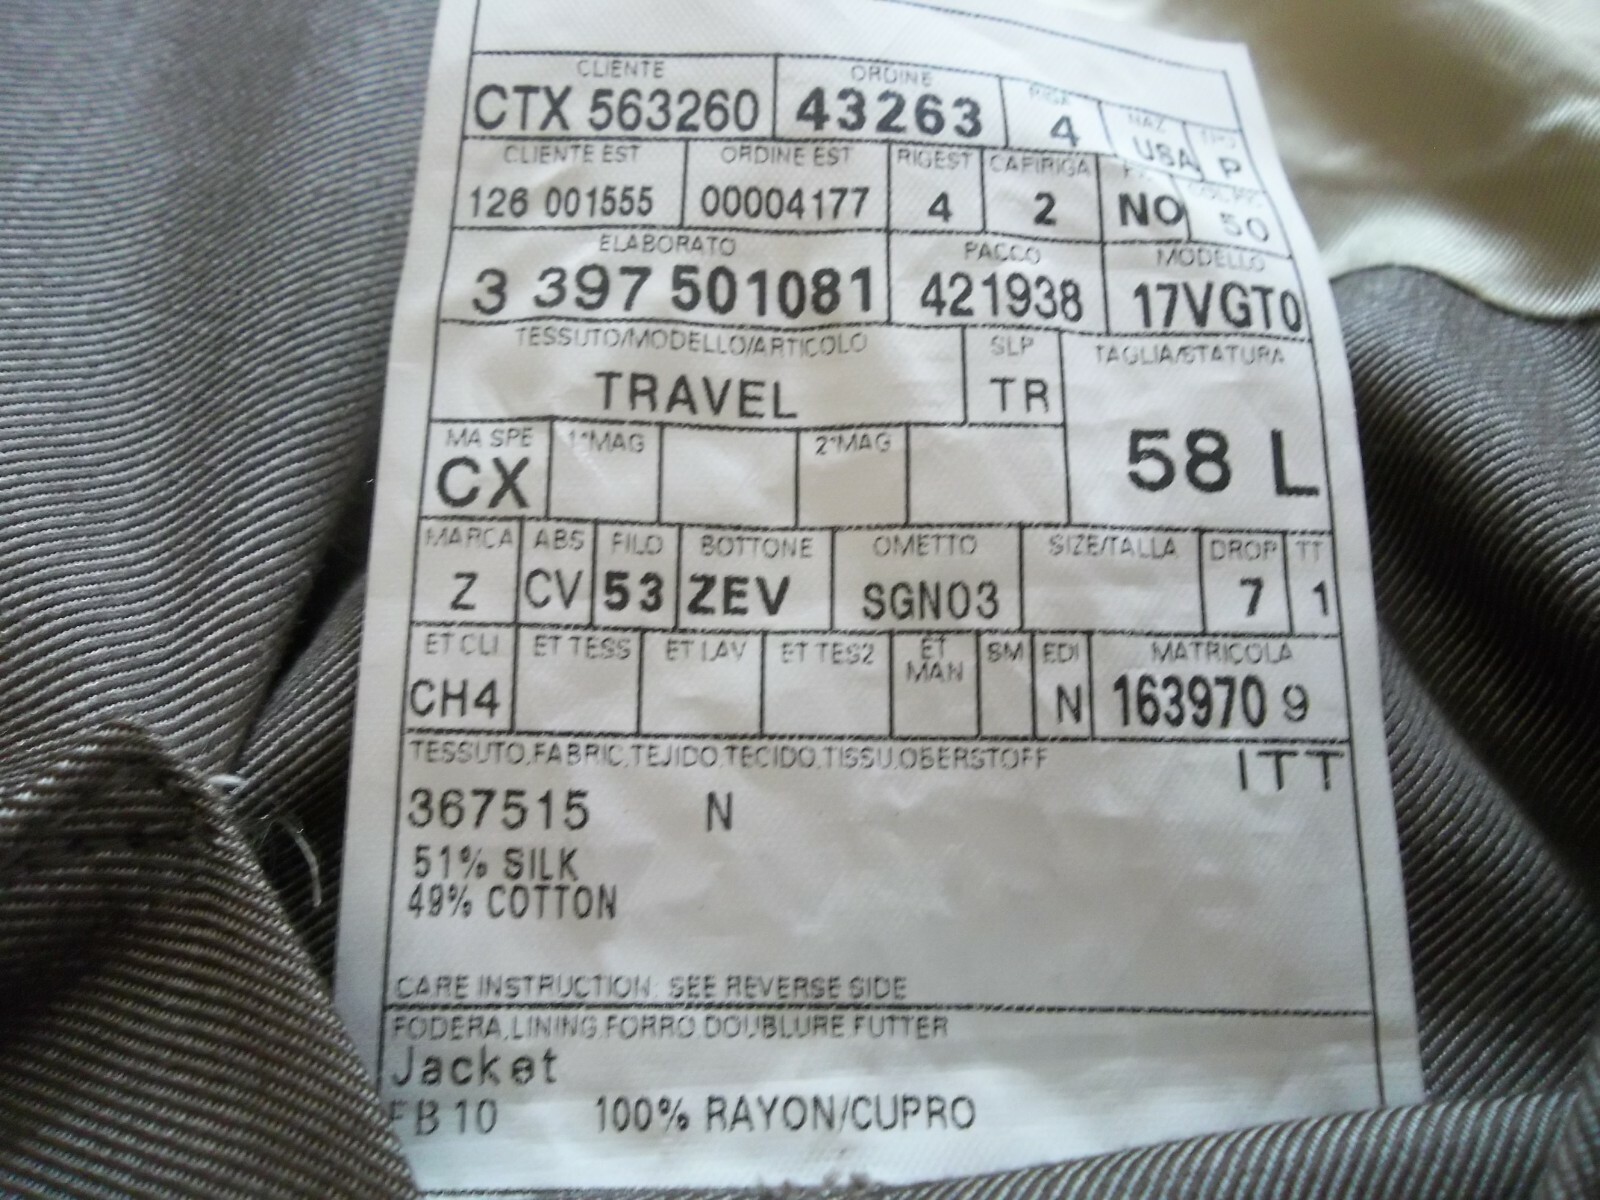 CLIENTE ORDINE RIGA NAZ TPO
CTX 563260 43263 4 USA P
CLIENTE EST ORDINE EST RIGEST CAPIRIGA
126 001555 00004177 4 2 NO 50
ELABORATO PACCO MODELLO
3 397 501081 421938 17VGT0
TESSUTO/MODELLO/ARTICOLO SLP TAGLIA/STATURA
TRAVEL TR 58 L
MA SPE 1°MAG 2°MAG
CX
MARCA ABS FILO BOTTONE OMETTO SIZE/TALLA DROP TT
Z CV 53 ZEV SGN03 7 1
ET CLI ET TESS ET LAV ET TES2 ET MAN SM EDI MATRICOLA
CH4 N 163970 9
TESSUTO,FABRIC,TEJIDO,TECIDO,TISSU,OBERSTOFF ITT
367515 N
51% SILK
49% COTTON
CARE INSTRUCTION: SEE REVERSE SIDE
FODERA,LINING,FORRO DOUBLURE FUTTER
Jacket
FB10 100% RAYON/CUPRO